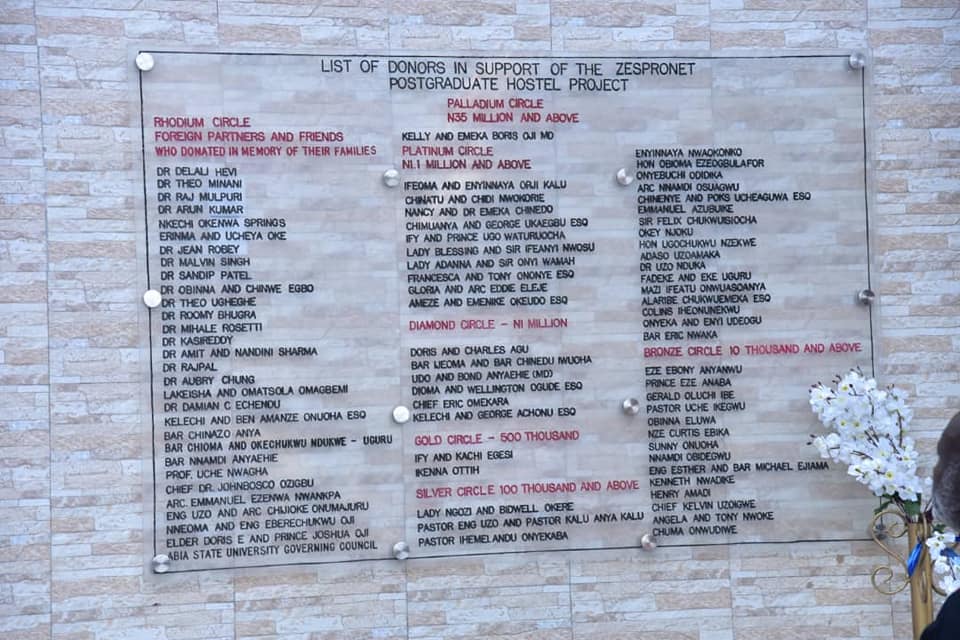 LIST OF DONORS IN SUPPORT OF THE ZESPRONET
POSTGRADUATE HOSTEL PROJECT
RHODIUM CIRCLE
FOREIGN PARTNERS AND FRIENDS
WHO DONATED IN MEMORY OF THEIR FAMILIES
DR DELALI HEVI
DR THEO MINANI
DR RAJ MULPURI
DR ARUN KUMAR
NKECHI OKENWA SPRINGS
ERINMA AND UCHEYA OKE
DR JEAN ROBEY
DR MALVIN SINGH
DR SANDIP PATEL
DR OBINNA AND CHINWE EGBO
DR THEO UGHEGHE
DR ROOMY BHUGRA
DR MIHALE ROSETTI
DR KASIREDDY
DR AMIT AND NANDINI SHARMA
DR RAJPAL
DR AUBRY CHUNG
LAKEISHA AND OMATSOLA OMAGBEMI
DR DAMIAN C ECHENDU
KELECHI AND BEN AMANZE ONUOHA ESQ
BAR CHINAZO ANYA
BAR CHIOMA AND OKECHUKWU NDUKWE - UGURU
BAR NNAMDI ANYAEHIE
PROF. UCHE NWAGHA
CHIEF DR. JOHNBOSCO OZIGBU
ARC. EMMANUEL EZENWA NWANKPA
ENG UZO AND ARC CHIJIOKE ONUMAJURU
NNEOMA AND ENG EBERECHUKWU OJI
ELDER DORIS E AND PRINCE JOSHUA OJI
ABIA STATE UNIVERSITY GOVERNING COUNCIL
PALLADIUM CIRCLE
N35 MILLION AND ABOVE
KELLY AND EMEKA BORIS OJI MD
PLATINUM CIRCLE
N1.1 MILLION AND ABOVE
IFEOMA AND ENYINNAYA ORJI KALU
CHINATU AND CHIDI NWOKORIE
NANCY AND DR EMEKA CHINEDO
CHIMUANYA AND GEORGE UKAEGBU ESQ
IFY AND PRINCE UGO WATURUOCHA
LADY BLESSING AND SIR IFEANYI NWOSU
LADY ADANNA AND SIR ONYI WAMAH
FRANCESCA AND TONY ONONYE ESQ
GLORIA AND ARC EDDIE ELEJE
AMEZE AND EMENIKE OKEUDO ESQ
DIAMOND CIRCLE - N1 MILLION
DORIS AND CHARLES AGU
BAR IJEOMA AND BAR CHINEDU IWUOHA
UDO AND BOND ANYAEHIE (MD)
DIOMA AND WELLINGTON OGUDE ESQ
CHIEF ERIC OMEKARA
KELECHI AND GEORGE ACHONU ESQ
GOLD CIRCLE - 500 THOUSAND
IFY AND KACHI EGESI
IKENNA OTTIH
SILVER CIRCLE 100 THOUSAND AND ABOVE
LADY NGOZI AND BIDWELL OKERE
PASTOR ENG UZO AND PASTOR KALU ANYA KALU
PASTOR IHEMELANDU ONYEKABA
ENYINNAYA NWAOKONKO
HON OBIOMA EZEOGBULAFOR
ONYEBUCHI ODIDIKA
ARC NNAMDI OSUAGWU
CHINENYE AND POKS UCHEAGUWA ESQ
EMMANUEL AZUBUIKE
SIR FELIX CHUKWUSIOCHA
OKEY NJOKU
HON UGOCHUKWU NZEKWE
ADASO UZOAMAKA
DR UZO NDUKA
FADEKE AND EKE UGURU
MAZI IFEATU ONWUASOANYA
ALARIBE CHUKWUEMEKA ESQ
COLINS IHEONUNEKWU
ONYEKA AND ENYI UDEOGU
BAR ERIC NWAKA
BRONZE CIRCLE 10 THOUSAND AND ABOVE
EZE EBONY ANYANWU
PRINCE EZE ANABA
GERALD OLUCHI IBE
PASTOR UCHE IKEGWU
OBINNA ELUWA
NZE CURTIS EBIKA
SUNNY ONUOHA
NNAMDI OBIDEGWU
ENG ESTHER AND BAR MICHAEL EJIAMA
KENNETH NWADIKE
HENRY AMADI
CHIEF KELVIN UZOIGWE
ANGELA AND TONY NWOKE
CHUMA ONWUDIWE